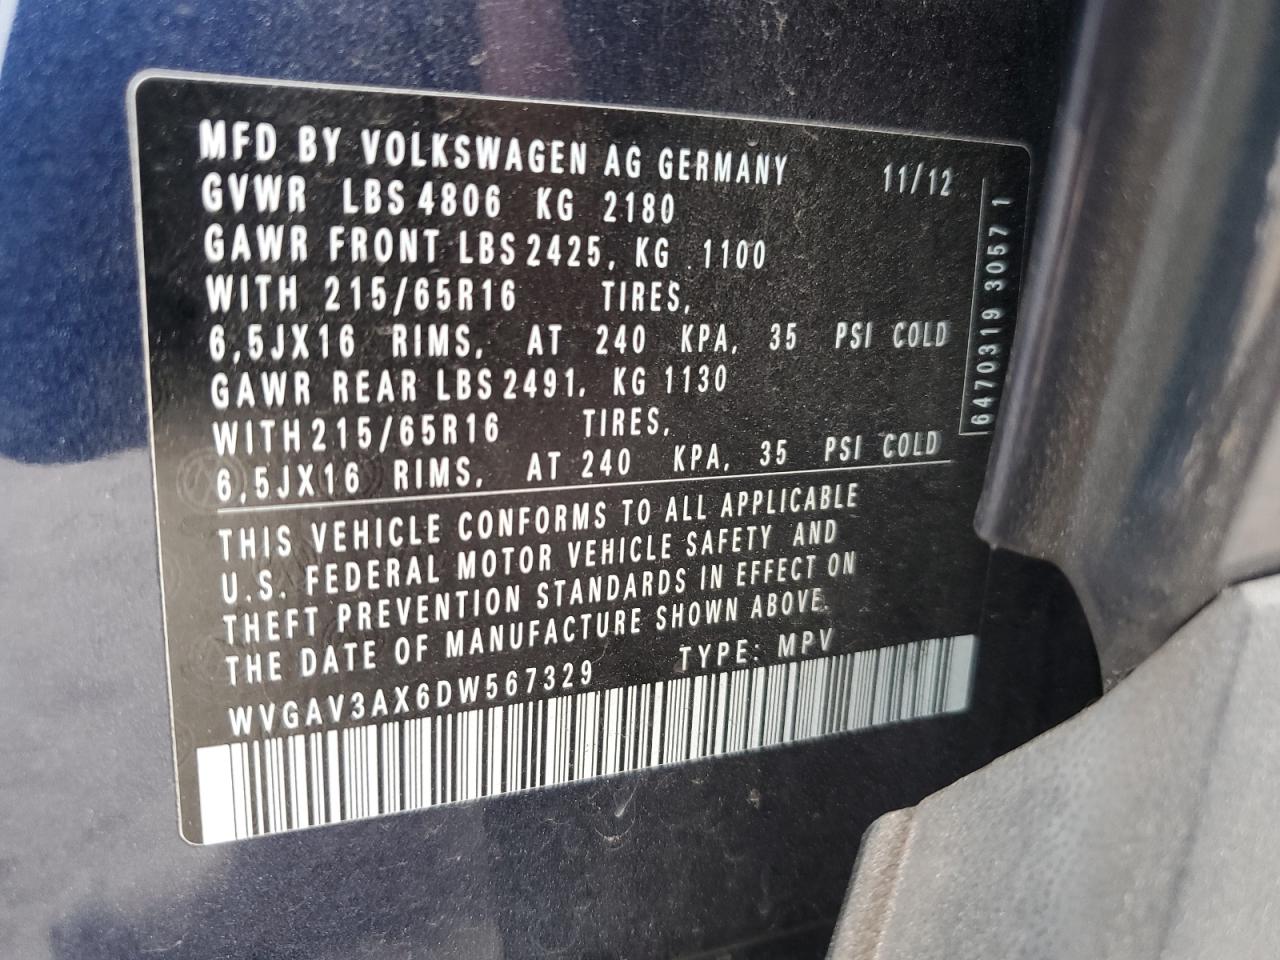 MFD BY VOLKSWAGEN AG GERMANY 11/12
GVWR LBS 4806 KG 2180
GAWR FRONT LBS 2425, KG 1100
WITH 215/65R16 TIRES,
6,5JX16 RIMS, AT 240 KPA, 35 PSI COLD
GAWR REAR LBS 2491, KG 1130
WITH 215/65R16 TIRES,
6,5JX16 RIMS, AT 240 KPA, 35 PSI COLD
THIS VEHICLE CONFORMS TO ALL APPLICABLE
U.S. FEDERAL MOTOR VEHICLE SAFETY AND
THEFT PREVENTION STANDARDS IN EFFECT ON
THE DATE OF MANUFACTURE SHOWN ABOVE.
WVGAV3AX6DW567329 TYPE: MPV
6470319 3057 1